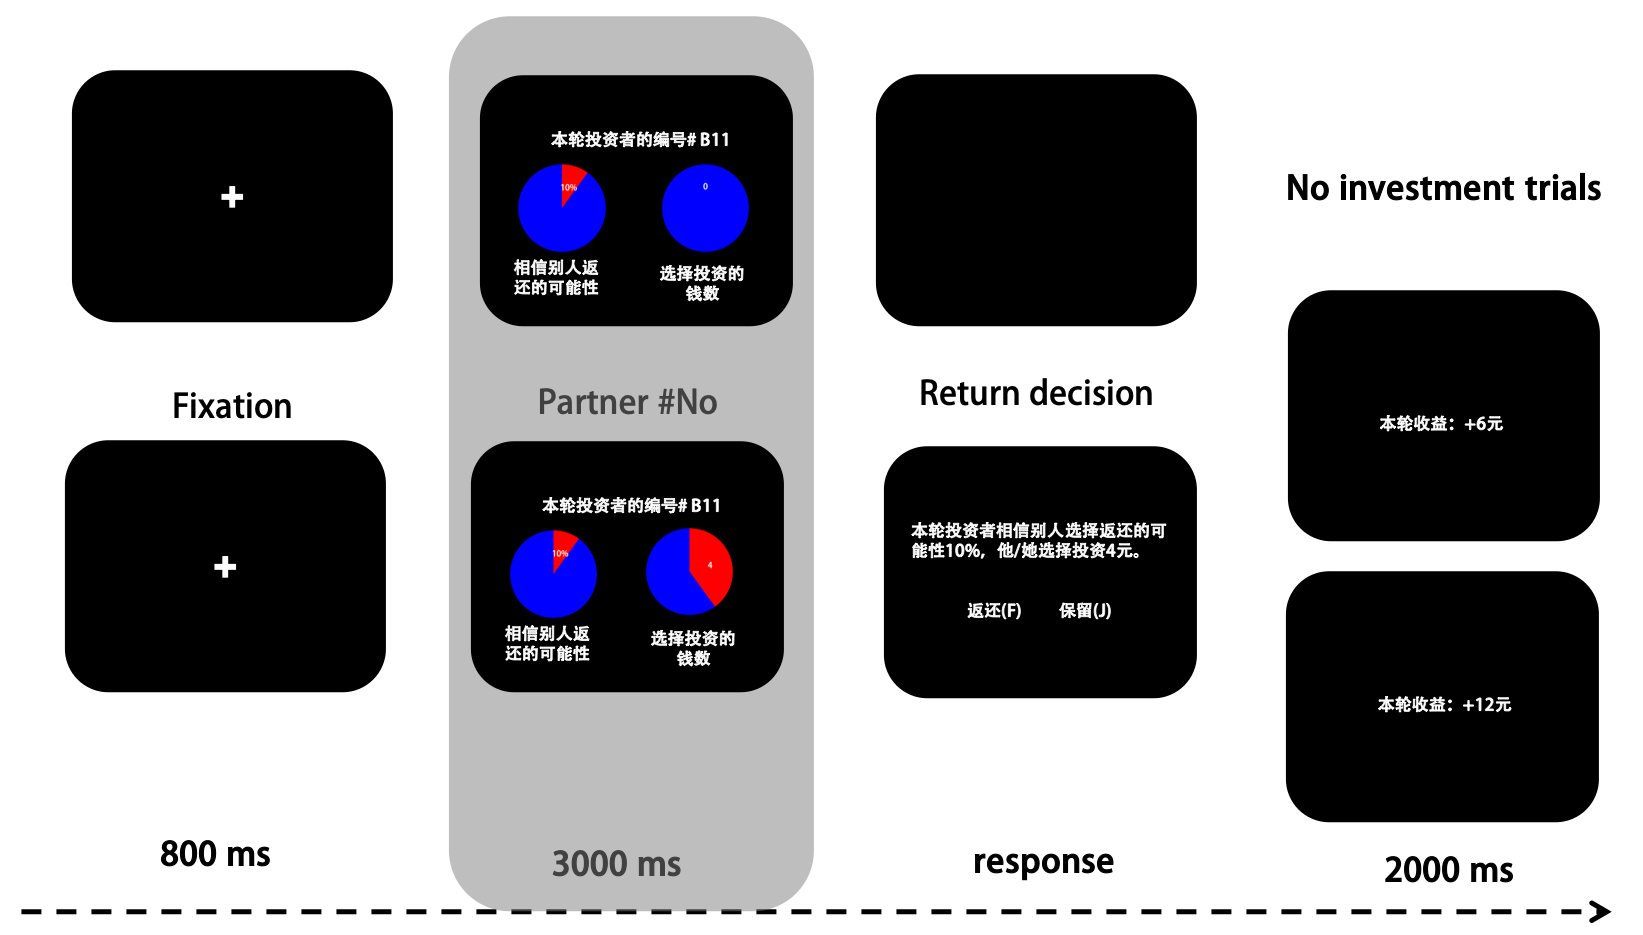 +
本轮投资者的编号# B11
10%
0
相信别人返
还的可能性
选择投资的
钱数
No investment trials
Fixation
Partner #No
Return decision
本轮收益：+6元
+
本轮投资者的编号# B11
10%
4
相信别人返
还的可能性
选择投资的
钱数
本轮投资者相信别人选择返还的可
能性10%，他/她选择投资4元。
返还(F) 保留(J)
本轮收益：+12元
800 ms
3000 ms
response
2000 ms